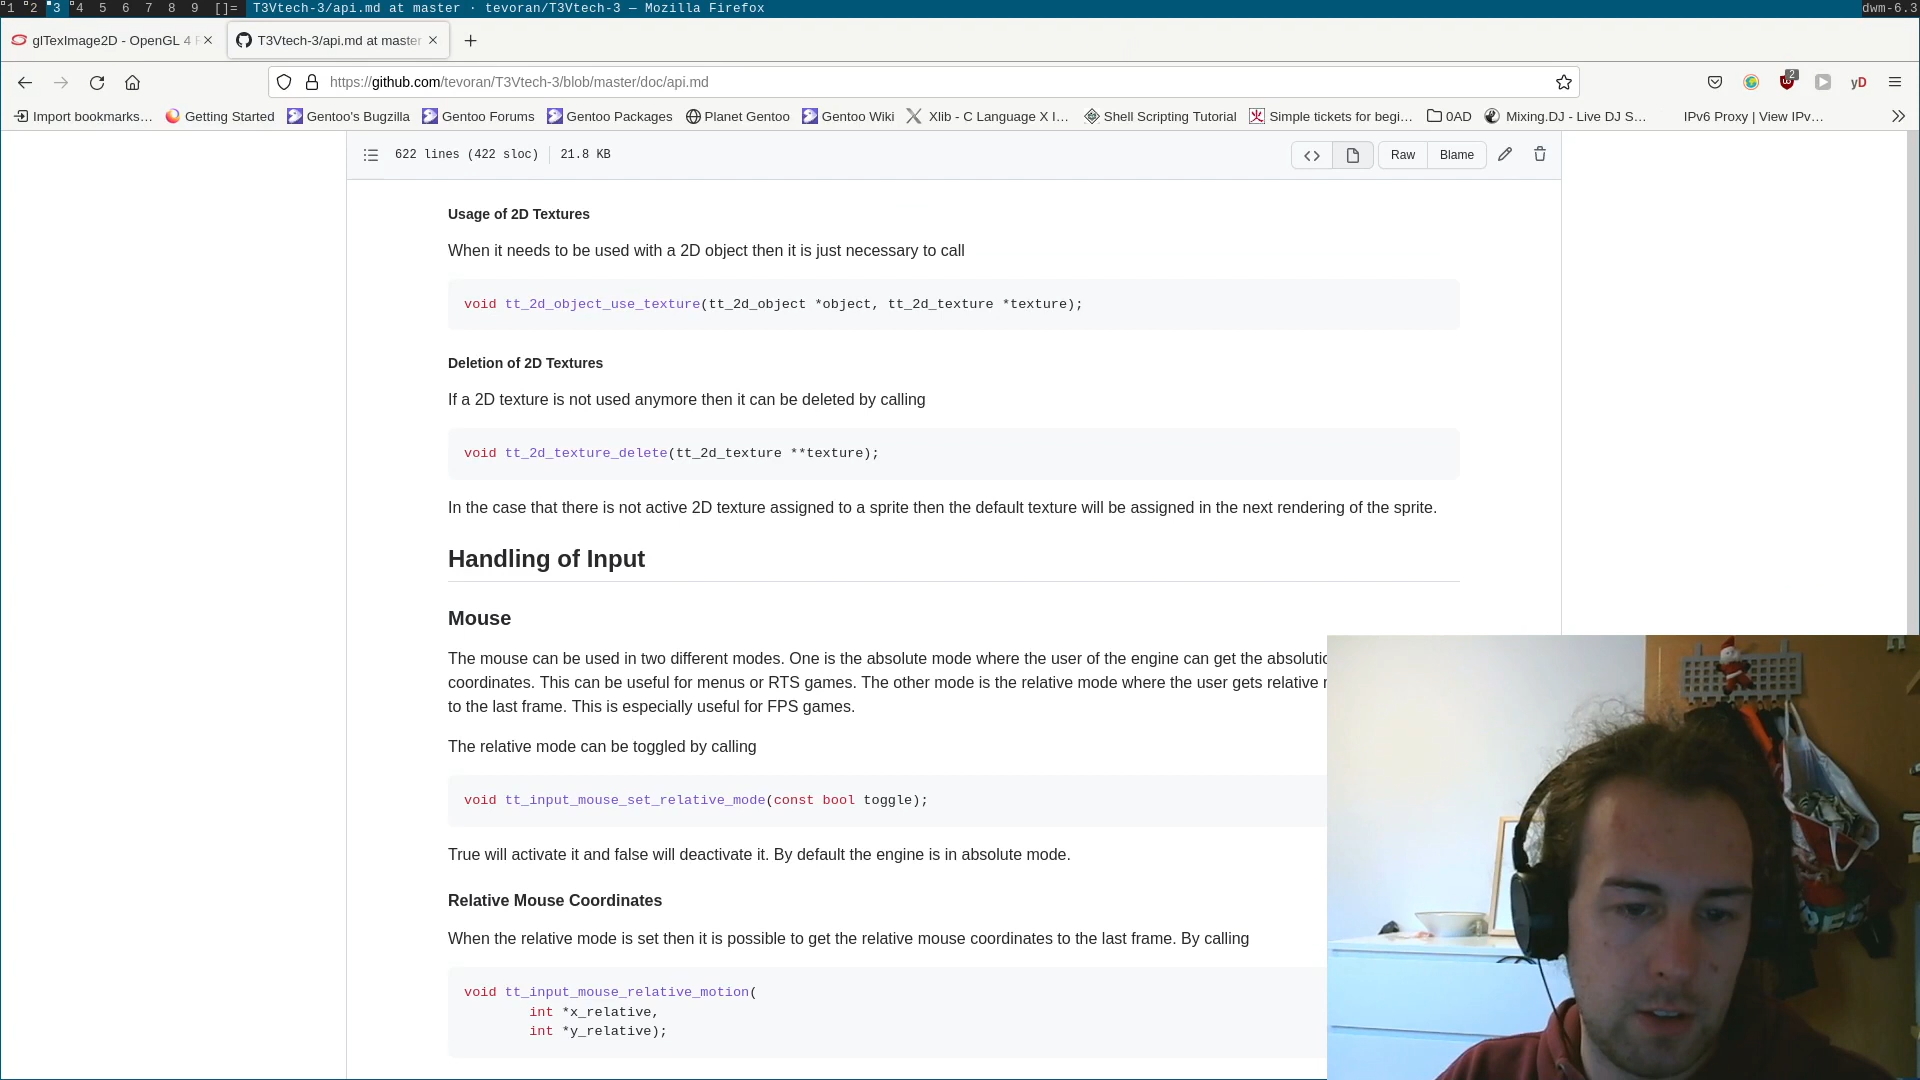 1 2 3 4 5 6 7 8 9 []= T3Vtech-3/api.md at master · tevoran/T3Vtech-3 — Mozilla Firefox dwm-6.3
glTexImage2D - OpenGL 4 T3Vtech-3/api.md at master
https://github.com/tevoran/T3Vtech-3/blob/master/doc/api.md 2 yD
Import bookmarks… Getting Started Gentoo's Bugzilla Gentoo Forums Gentoo Packages Planet Gentoo Gentoo Wiki Xlib - C Language X I… Shell Scripting Tutorial Simple tickets for begi… 0AD Mixing.DJ - Live DJ S… IPv6 Proxy | View IPv…
622 lines (422 sloc) 21.8 KB Raw Blame
Usage of 2D Textures
When it needs to be used with a 2D object then it is just necessary to call
void tt_2d_object_use_texture(tt_2d_object *object, tt_2d_texture *texture);
Deletion of 2D Textures
If a 2D texture is not used anymore then it can be deleted by calling
void tt_2d_texture_delete(tt_2d_texture **texture);
In the case that there is not active 2D texture assigned to a sprite then the default texture will be assigned in the next rendering of the sprite.
Handling of Input
Mouse
The mouse can be used in two different modes. One is the absolute mode where the user of the engine can get the
coordinates. This can be useful for menus or RTS games. The other mode is the relative mode where the user gets relative
to the last frame. This is especially useful for FPS games.
The relative mode can be toggled by calling
void tt_input_mouse_set_relative_mode(const bool toggle);
True will activate it and false will deactivate it. By default the engine is in absolute mode.
Relative Mouse Coordinates
When the relative mode is set then it is possible to get the relative mouse coordinates to the last frame. By calling
void tt_input_mouse_relative_motion(
int *x_relative,
int *y_relative);